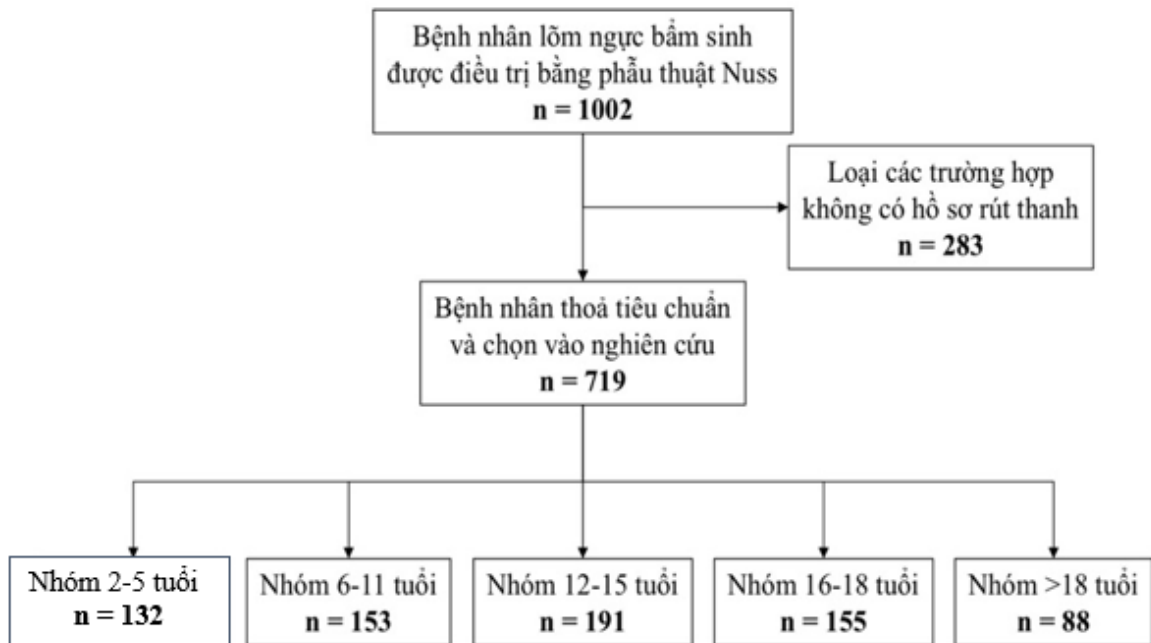 Bệnh nhân lõm ngực bẩm sinh
được điều trị bằng phẫu thuật Nuss
n = 1002
Loại các trường hợp
không có hồ sơ rút thanh
n = 283
Bệnh nhân thoả tiêu chuẩn
và chọn vào nghiên cứu
n = 719
Nhóm 2-5 tuổi
n = 132
Nhóm 6-11 tuổi
n = 153
Nhóm 12-15 tuổi
n = 191
Nhóm 16-18 tuổi
n = 155
Nhóm >18 tuổi
n = 88